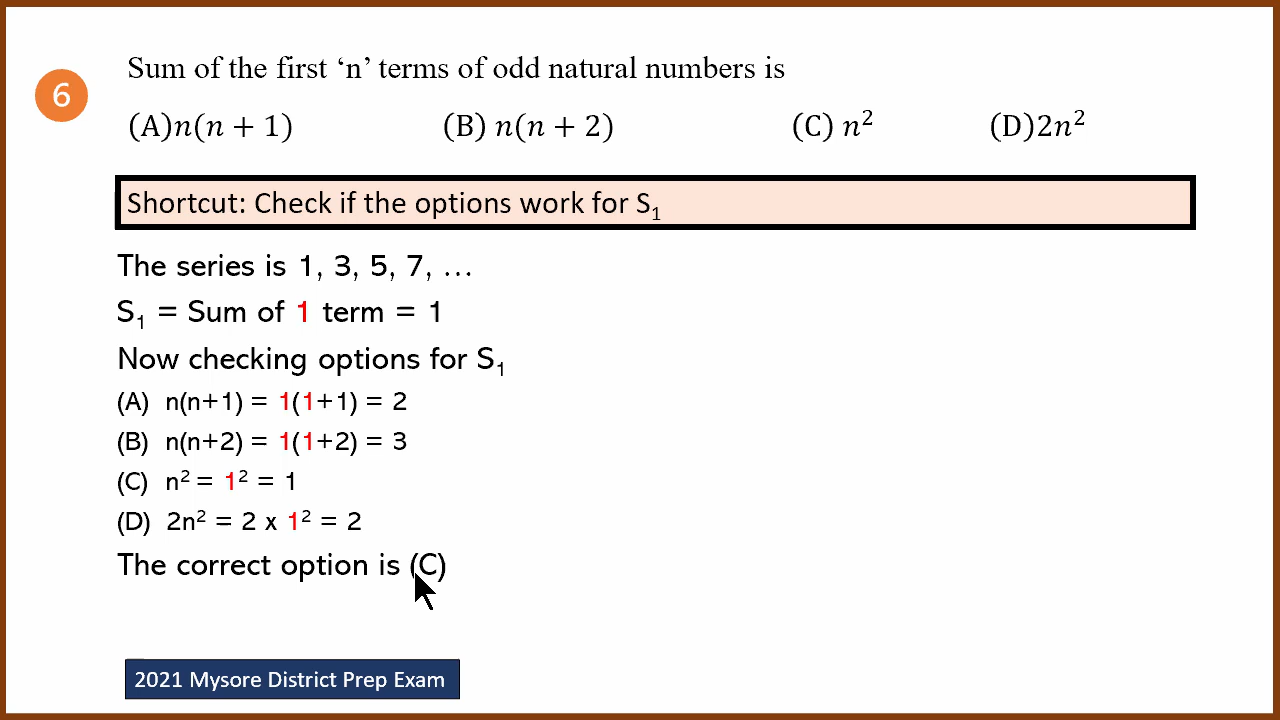 6
Sum of the first ‘n’ terms of odd natural numbers is
(A)n(n + 1) (B) n(n + 2) (C) n² (D)2n²
Shortcut: Check if the options work for S₁
The series is 1, 3, 5, 7, …
S₁ = Sum of 1 term = 1
Now checking options for S₁
(A) n(n+1) = 1(1+1) = 2
(B) n(n+2) = 1(1+2) = 3
(C) n² = 1² = 1
(D) 2n² = 2 x 1² = 2
The correct option is (C)
2021 Mysore District Prep Exam